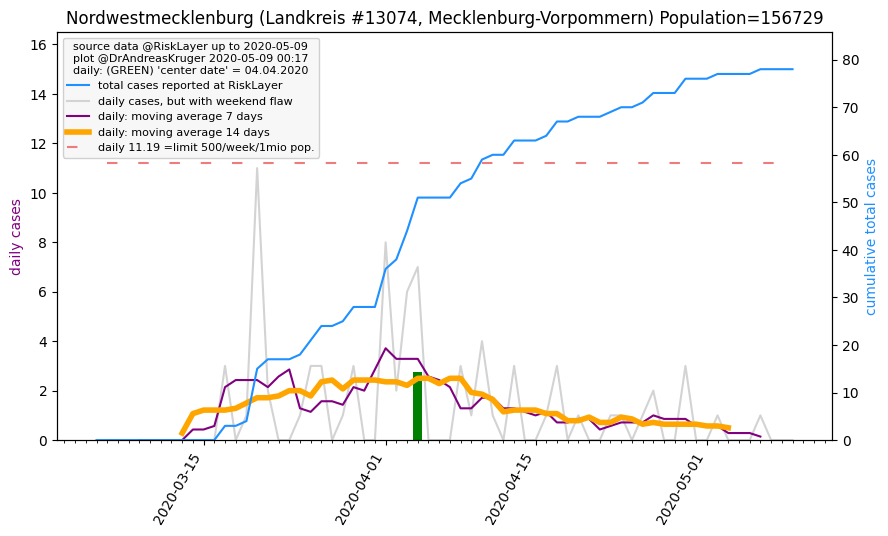 Nordwestmecklenburg (Landkreis #13074, Mecklenburg-Vorpommern) Population=156729
source data @RiskLayer up to 2020-05-09
plot @DrAndreasKruger 2020-05-09 00:17
daily: (GREEN) 'center date' = 04.04.2020
total cases reported at RiskLayer
daily cases, but with weekend flaw
daily: moving average 7 days
daily: moving average 14 days
daily 11.19 =limit 500/week/1mio pop.
daily cases
16
14
12
10
8
6
4
2
0
80
70
60
50
40
30
20
10
0
cumulative total cases
2020-03-15
2020-04-01
2020-04-15
2020-05-01